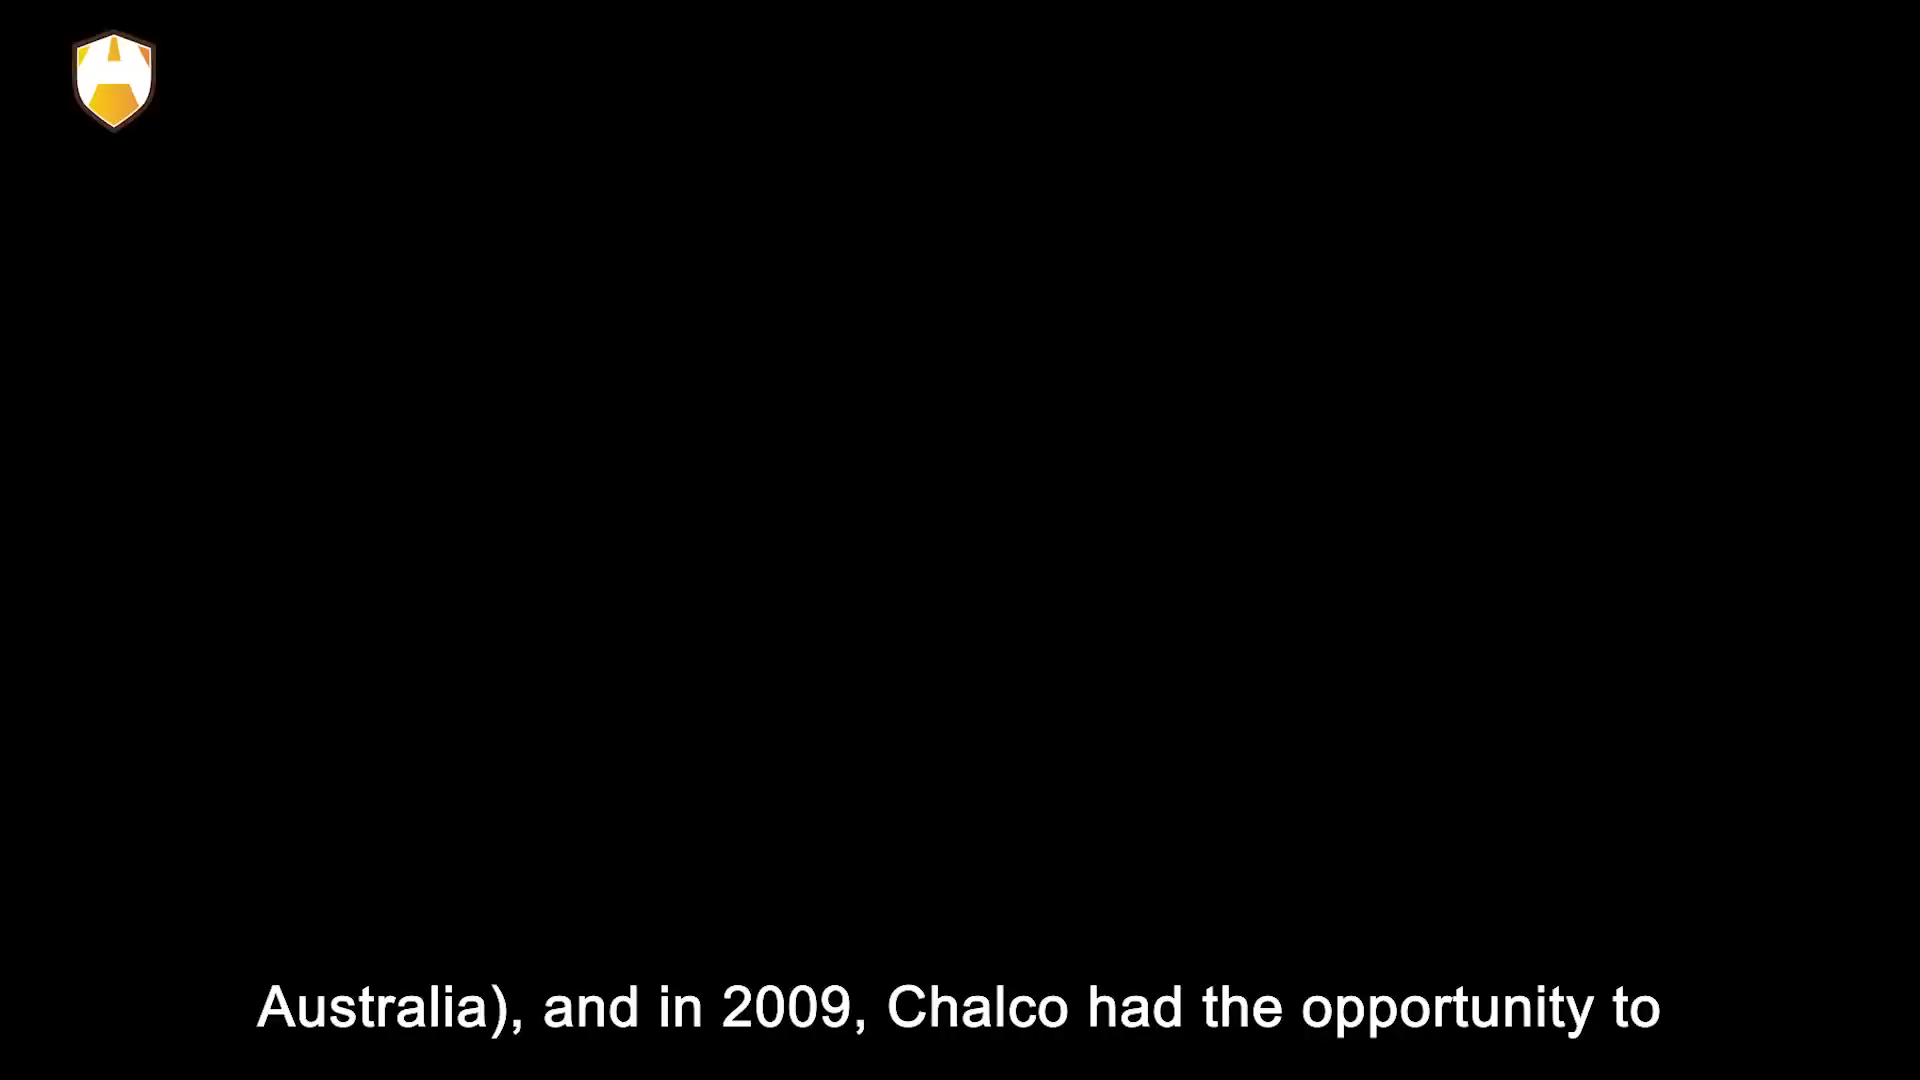 Australia), and in 2009, Chalco had the opportunity to